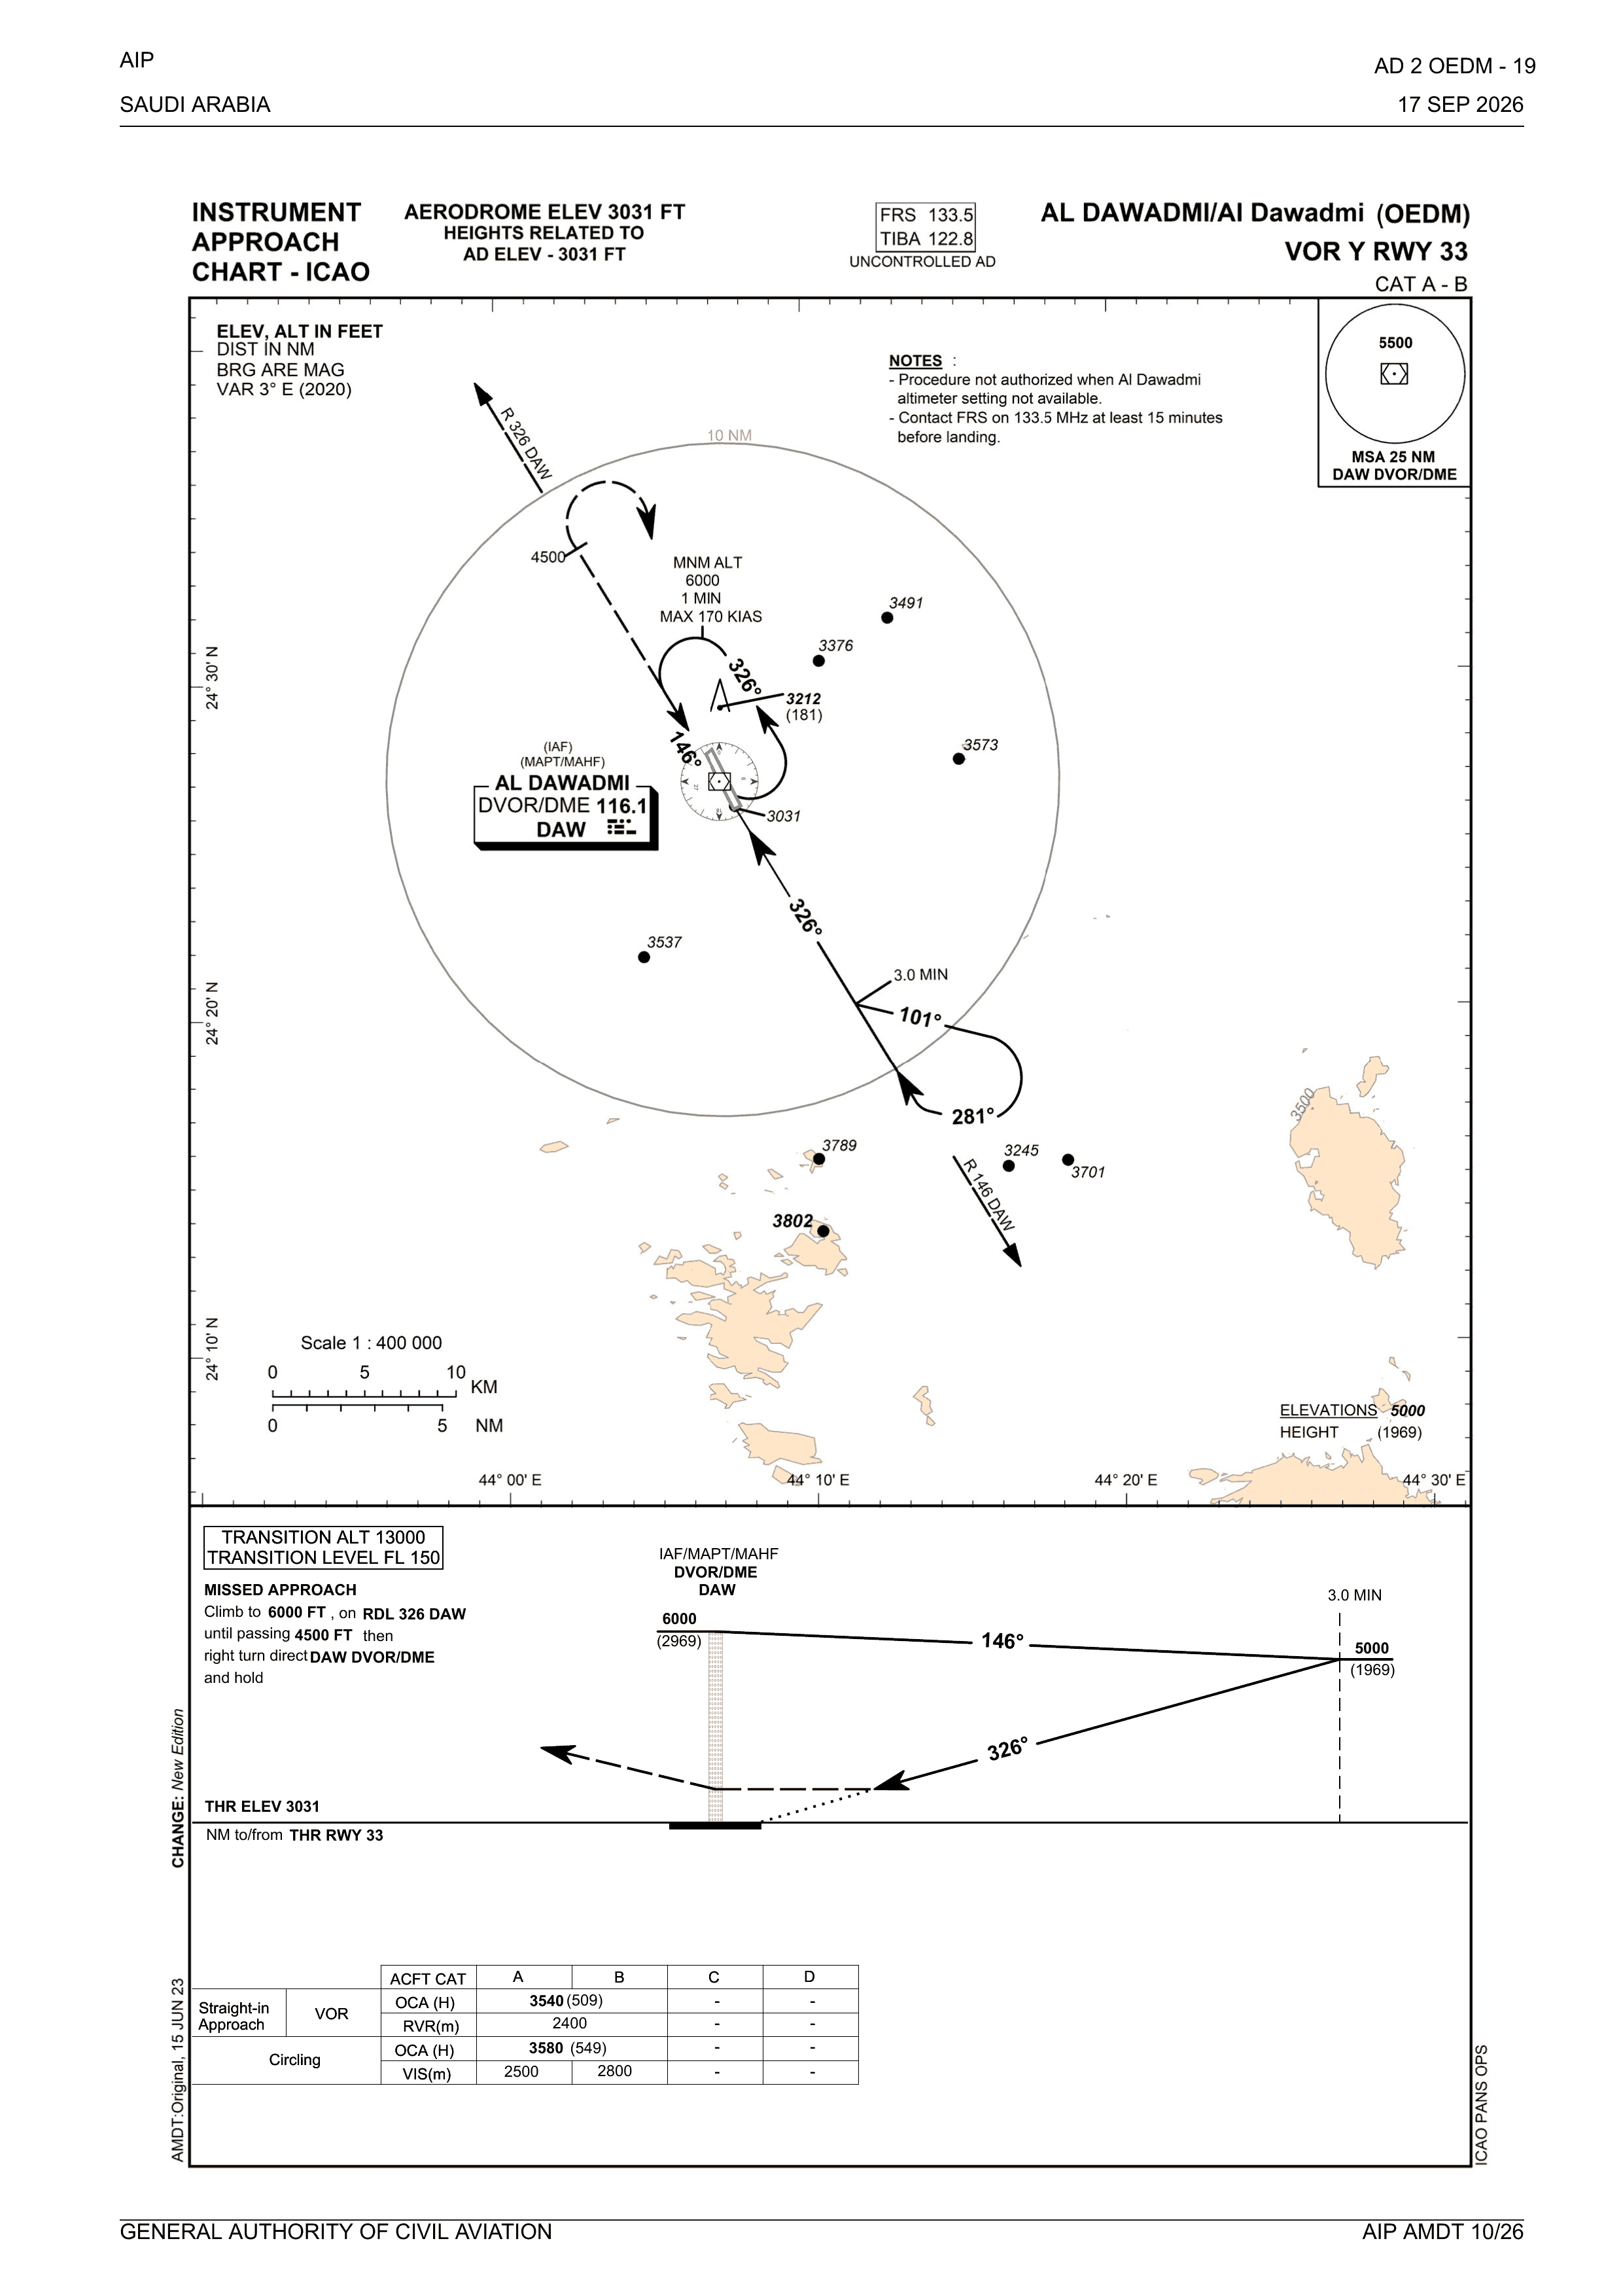 AIP
AD 2 OEDM - 19
SAUDI ARABIA
17 SEP 2026
INSTRUMENT
APPROACH
CHART - ICAO
AERODROME ELEV 3031 FT
HEIGHTS RELATED TO
AD ELEV - 3031 FT
FRS 133.5
TIBA 122.8
UNCONTROLLED AD
AL DAWADMI/Al Dawadmi (OEDM)
VOR Y RWY 33
CAT A - B
ELEV, ALT IN FEET
DIST IN NM
BRG ARE MAG
VAR 3° E (2020)
NOTES :
- Procedure not authorized when Al Dawadmi
altimeter setting not available.
- Contact FRS on 133.5 MHz at least 15 minutes
before landing.
5500
MSA 25 NM
DAW DVOR/DME
R 326 DAW
10 NM
4500
MNM ALT
6000
1 MIN
MAX 170 KIAS
3491
3376
326°
3212
(181)
146°
3573
(IAF)
(MAPT/MAHF)
AL DAWADMI
DVOR/DME 116.1
DAW
3031
326°
3537
3.0 MIN
101°
281°
3500
3789
3245
3701
R 146 DAW
3802
24° 30' N
24° 20' N
24° 10' N
Scale 1 : 400 000
0 5 10
KM
0 5 NM
ELEVATIONS 5000
HEIGHT (1969)
44° 00' E
44° 10' E
44° 20' E
44° 30' E
TRANSITION ALT 13000
TRANSITION LEVEL FL 150
MISSED APPROACH
Climb to 6000 FT , on RDL 326 DAW
until passing 4500 FT then
right turn direct DAW DVOR/DME
and hold
IAF/MAPT/MAHF
DVOR/DME
DAW
6000
(2969)
146°
3.0 MIN
5000
(1969)
326°
THR ELEV 3031
NM to/from THR RWY 33
CHANGE: New Edition
AMDT:Original, 15 JUN 23
ACFT CAT A B C D
Straight-in
Approach
VOR
OCA (H) 3540 (509) - -
RVR(m) 2400 - -
Circling
OCA (H) 3580 (549) - -
VIS(m) 2500 2800 - -
ICAO PANS OPS
GENERAL AUTHORITY OF CIVIL AVIATION
AIP AMDT 10/26